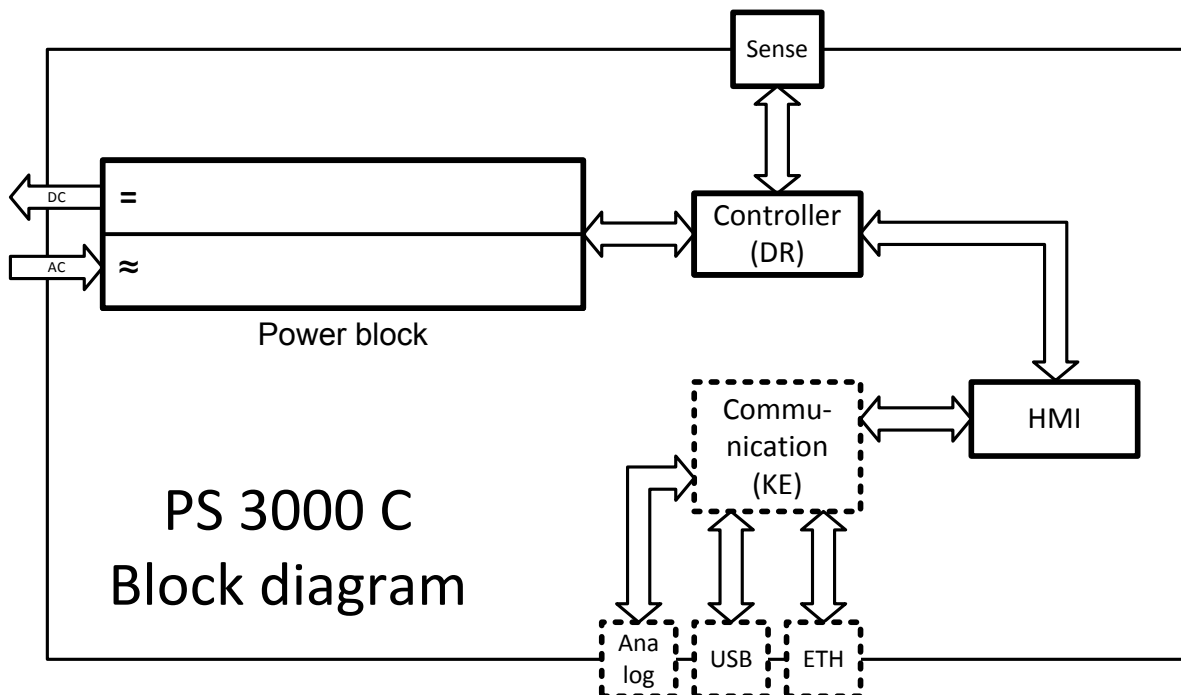 Sense
DC
=
AC
≈
Power block
Controller
(DR)
Commu-
nication
(KE)
HMI
PS 3000 C
Block diagram
Ana
log
USB
ETH